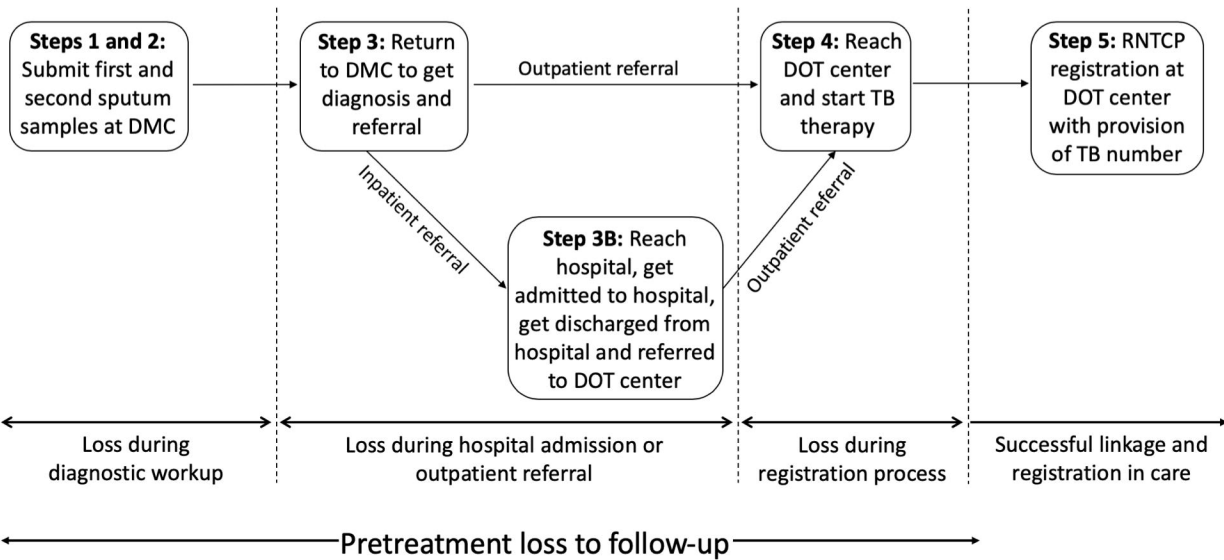 Steps 1 and 2:
Submit first and
second sputum
samples at DMC
Step 3: Return
to DMC to get
diagnosis and
referral
Outpatient referral
Step 4: Reach
DOT center
and start TB
therapy
Step 5: RNTCP
registration at
DOT center
with provision
of TB number
Inpatient referral
Step 3B: Reach
hospital, get
admitted to hospital,
get discharged from
hospital and referred
to DOT center
Outpatient referral
Loss during
diagnostic workup
Loss during hospital admission or
outpatient referral
Loss during
registration process
Successful linkage and
registration in care
Pretreatment loss to follow-up